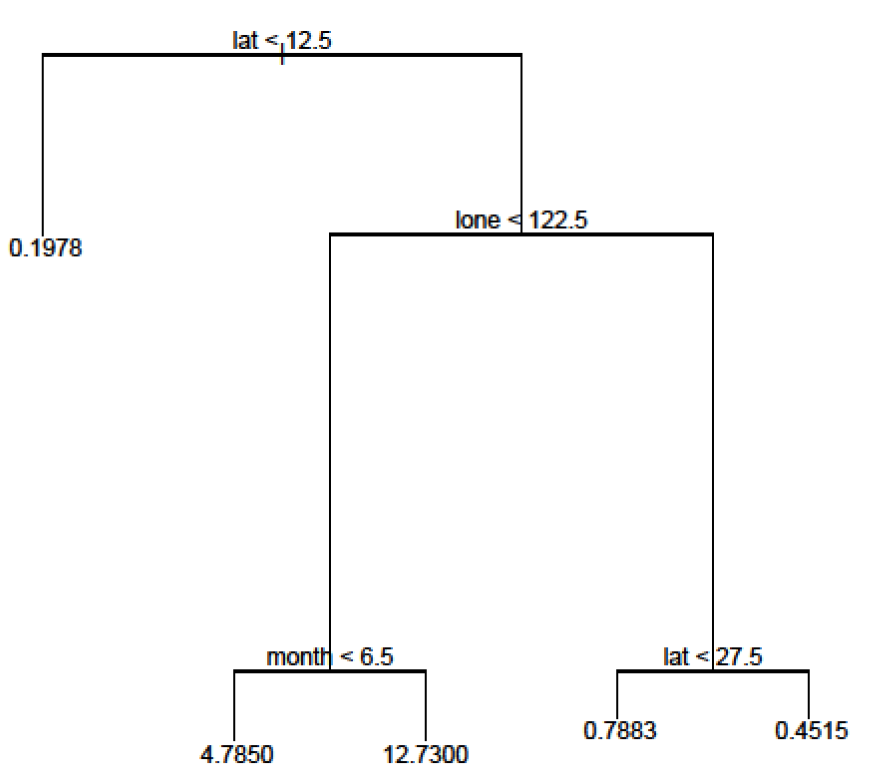 lat < 12.5
lone < 122.5
0.1978
month < 6.5
lat < 27.5
0.7883
0.4515
4.7850
12.7300